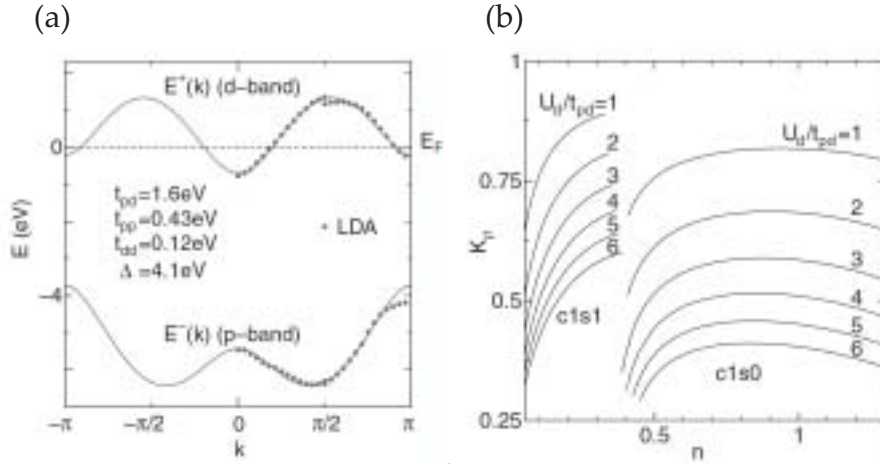 (a)
(b)
E⁺(k) (d-band)
0
E_F
t_pd=1.6eV
t_pp=0.43eV
t_dd=0.12eV
Δ =4.1eV
LDA
E (eV)
-4
E⁻(k) (p-band)
-π
-π/2
0
π/2
π
k
1
0.75
0.5
0.25
K_ρ
U_d/t_pd=1
2
3
4
5
6
c1s1
U_d/t_pd=1
2
3
4
5
6
c1s0
0.5
1
n